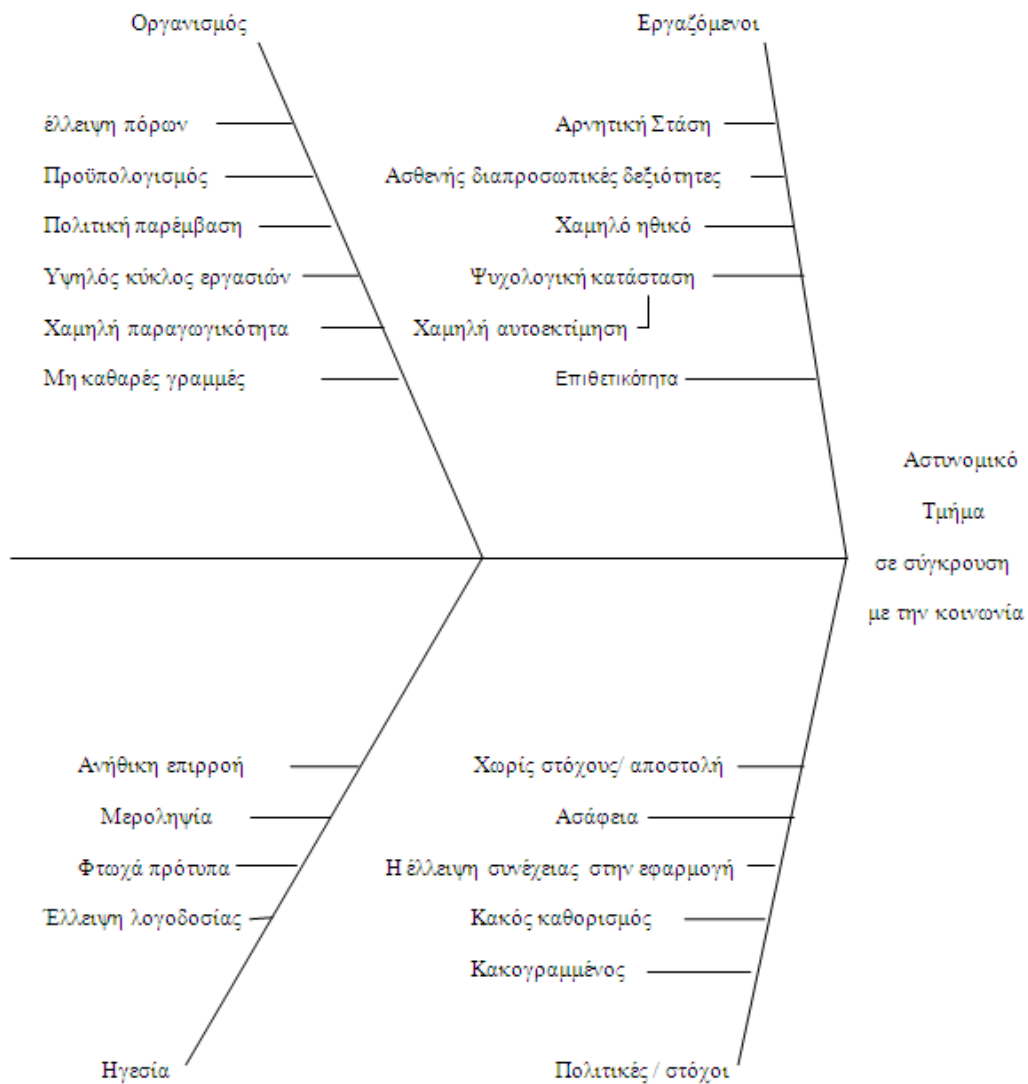 Οργανισμός
Εργαζόμενοι
έλλειψη πόρων
Αρνητική Στάση
Προϋπολογισμός
Ασθενής διαπροσωπικές δεξιότητες
Πολιτική παρέμβαση
Χαμηλό ηθικό
Υψηλός κύκλος εργασιών
Ψυχολογική κατάσταση
Χαμηλή παραγωγικότητα
Χαμηλή αυτοεκτίμηση
Μη καθαρές γραμμές
Επιθετικότητα
Αστυνομικό
Τμήμα
σε σύγκρουση
με την κοινωνία
Ανήθικη επιρροή
Χωρίς στόχους/ αποστολή
Μεροληψία
Ασάφεια
Φτωχά πρότυπα
Η έλλειψη συνέχειας στην εφαρμογή
Έλλειψη λογοδοσίας
Κακός καθορισμός
Κακογραμμένος
Ηγεσία
Πολιτικές / στόχοι